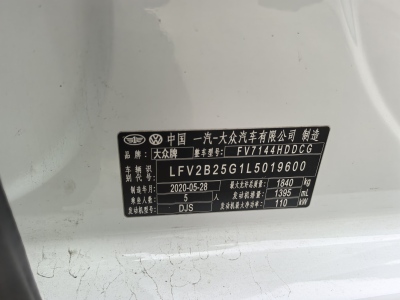 中国 一汽-大众汽车有限公司 制造
品牌 大众牌 整车型号 FV7144HDDCG
车辆识别代号 LFV2B25G1L5019600
制造年月 2020-05-28 最大允许总质量 1840 kg
乘坐人数 5 人 发动机排量 1395 mL
发动机型号 DJS 发动机最大净功率 110 kW